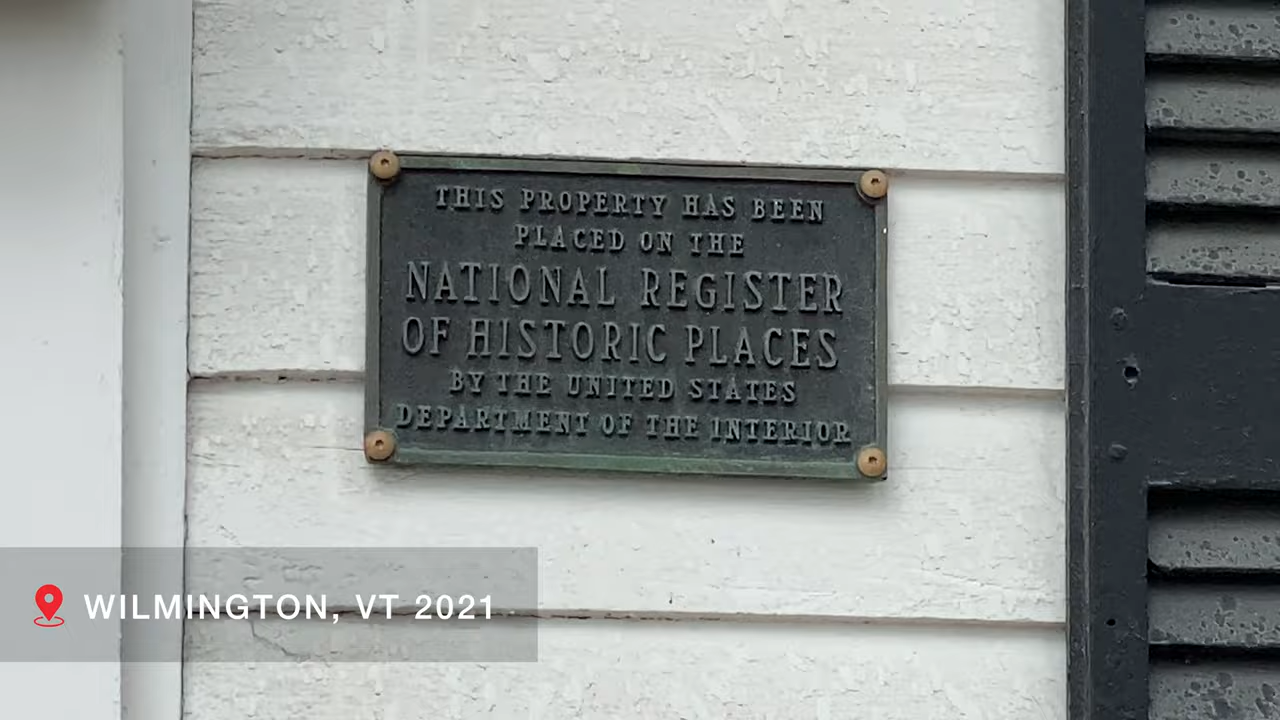 THIS PROPERTY HAS BEEN
PLACED ON THE
NATIONAL REGISTER
OF HISTORIC PLACES
BY THE UNITED STATES
DEPARTMENT OF THE INTERIOR
WILMINGTON, VT 2021